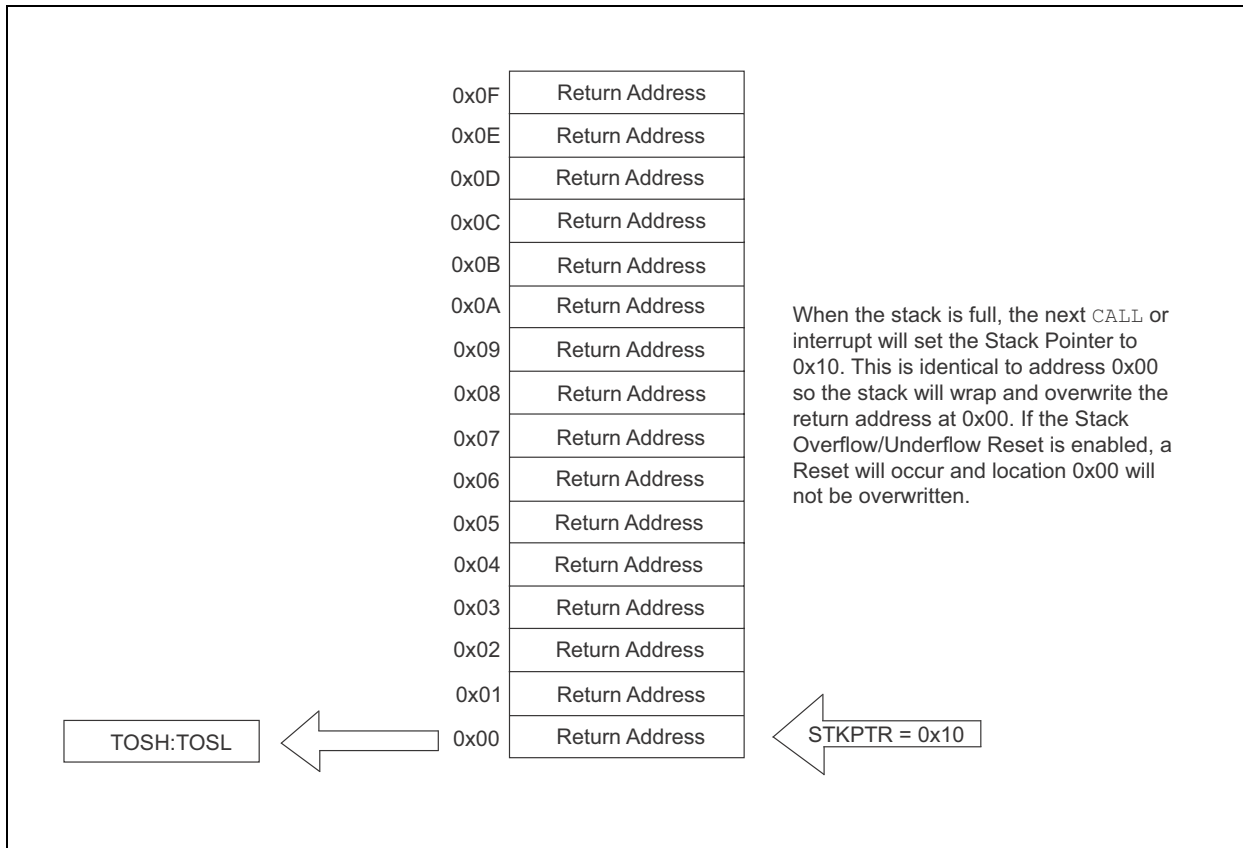 0x0F Return Address
0x0E Return Address
0x0D Return Address
0x0C Return Address
0x0B Return Address
0x0A Return Address
0x09 Return Address
0x08 Return Address
0x07 Return Address
0x06 Return Address
0x05 Return Address
0x04 Return Address
0x03 Return Address
0x02 Return Address
0x01 Return Address
TOSH:TOSL 0x00 Return Address STKPTR = 0x10
When the stack is full, the next CALL or
interrupt will set the Stack Pointer to
0x10. This is identical to address 0x00
so the stack will wrap and overwrite the
return address at 0x00. If the Stack
Overflow/Underflow Reset is enabled, a
Reset will occur and location 0x00 will
not be overwritten.